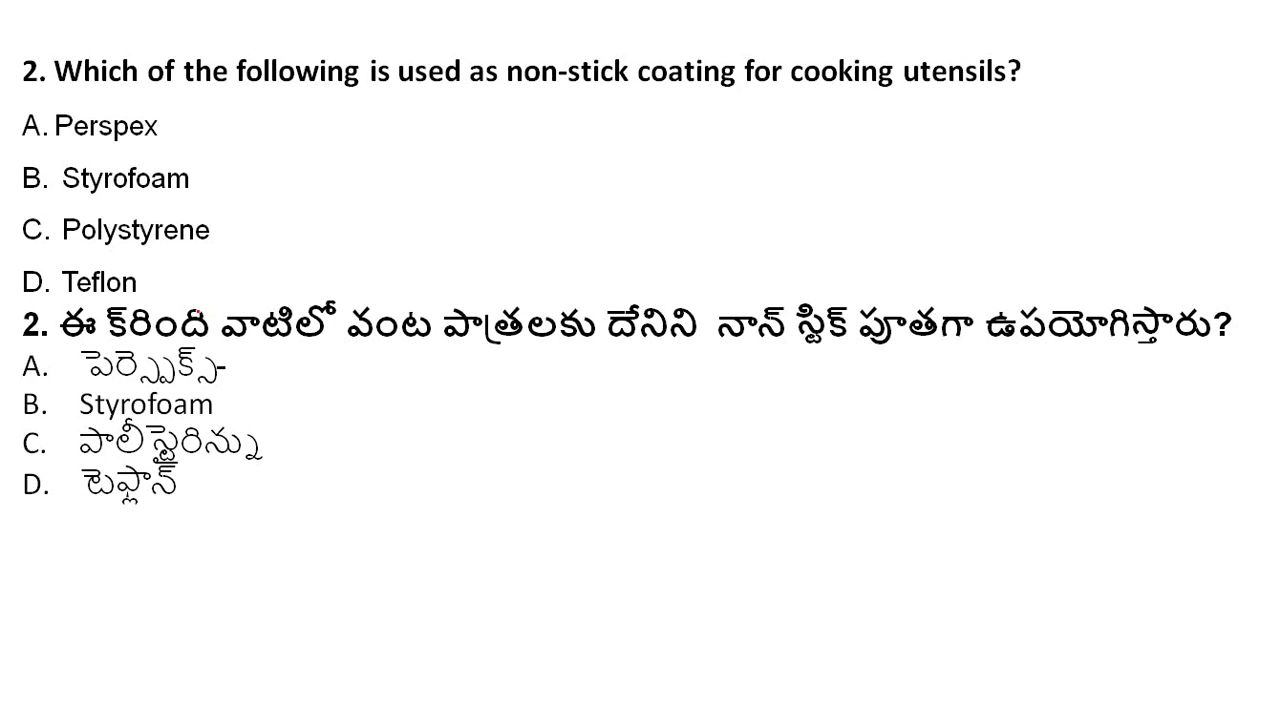 2. Which of the following is used as non-stick coating for cooking utensils?
A. Perspex
B. Styrofoam
C. Polystyrene
D. Teflon
2. ఈ క్‌రింది వాటిలో వంట పాత్రలకు దేనిని నాన్ స్టిక్ పూతగా ఉపయోగిస్తారు?
A. పెర్స్పెక్స్-
B. Styrofoam
C. పాలీస్టైరిన్ను
D. టెఫ్లాన్